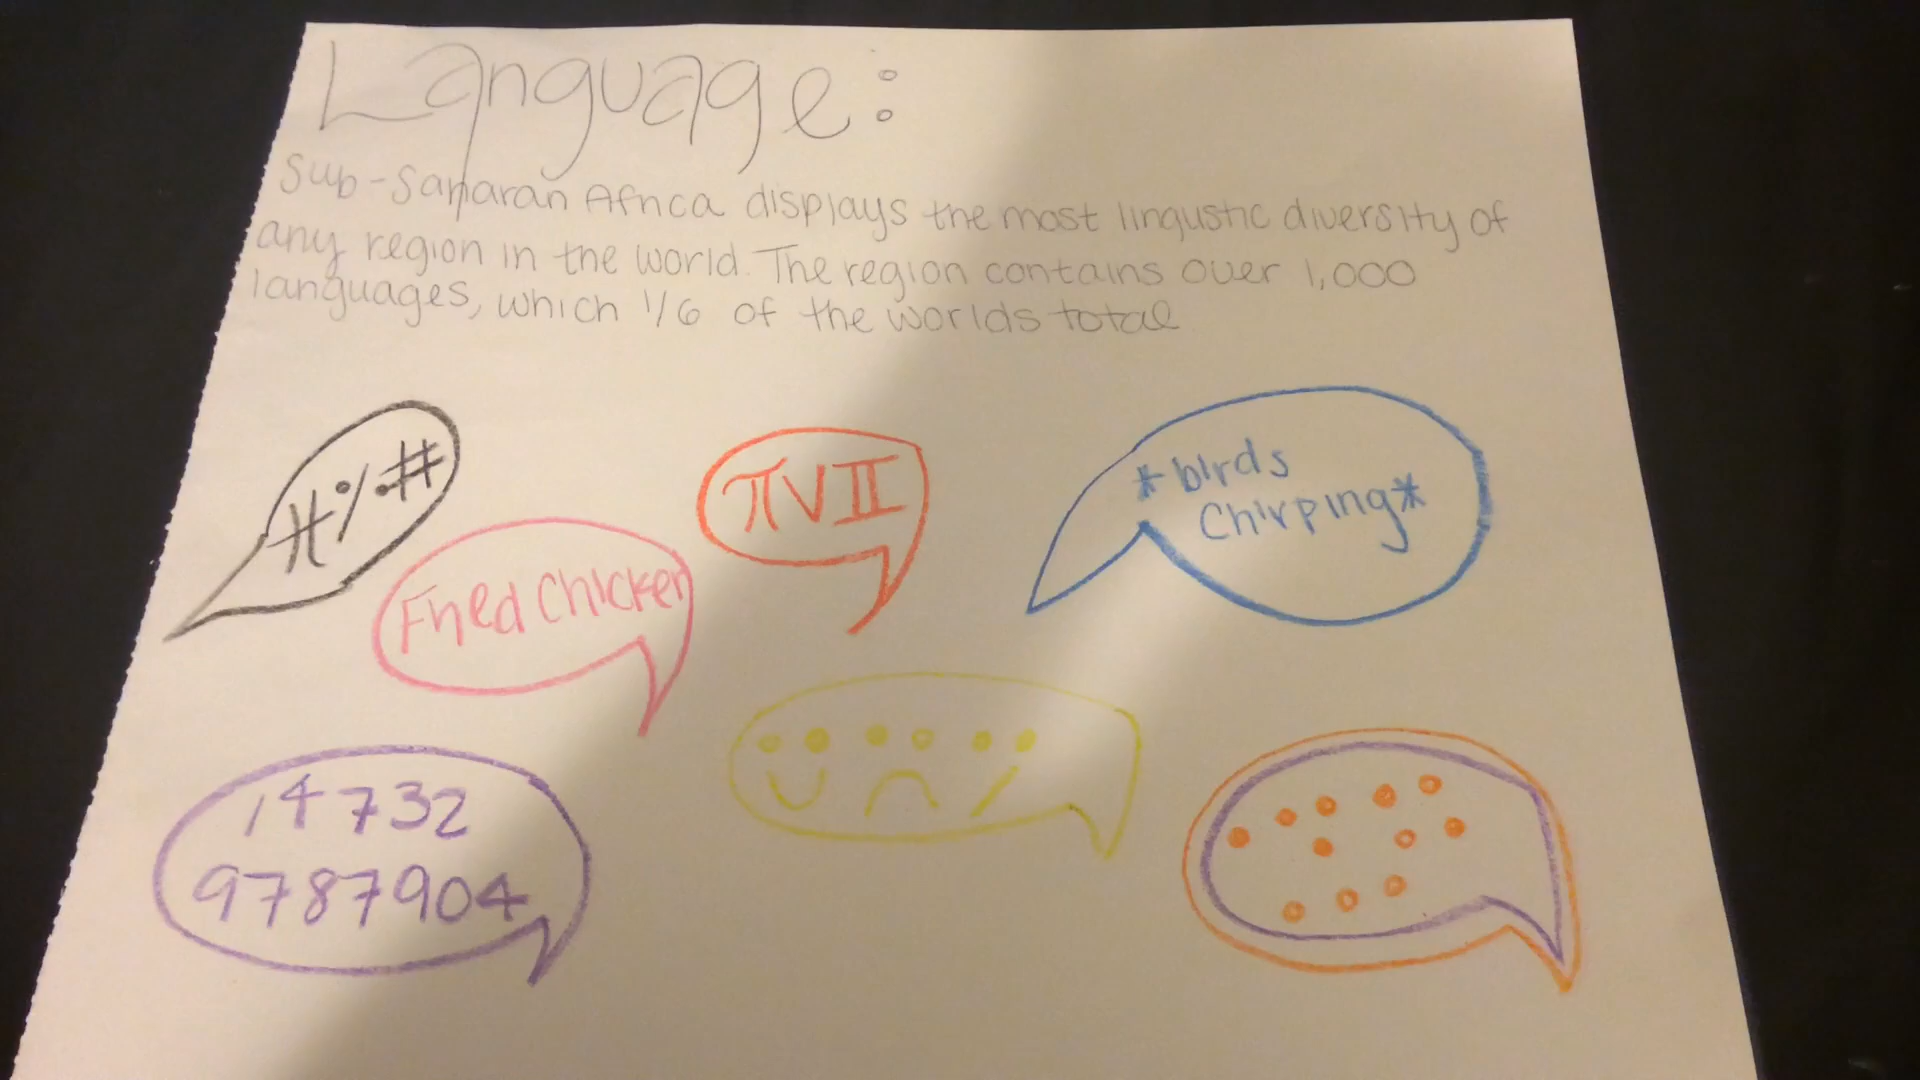 Language:
Sub-Saharan Africa displays the most lingustic diversity of
any region in the world. The region contains over 1,000
languages, which 1/6 of the worlds total
#%#
Fried Chicken
πVII
*birds
Chirping*
14732
9787904